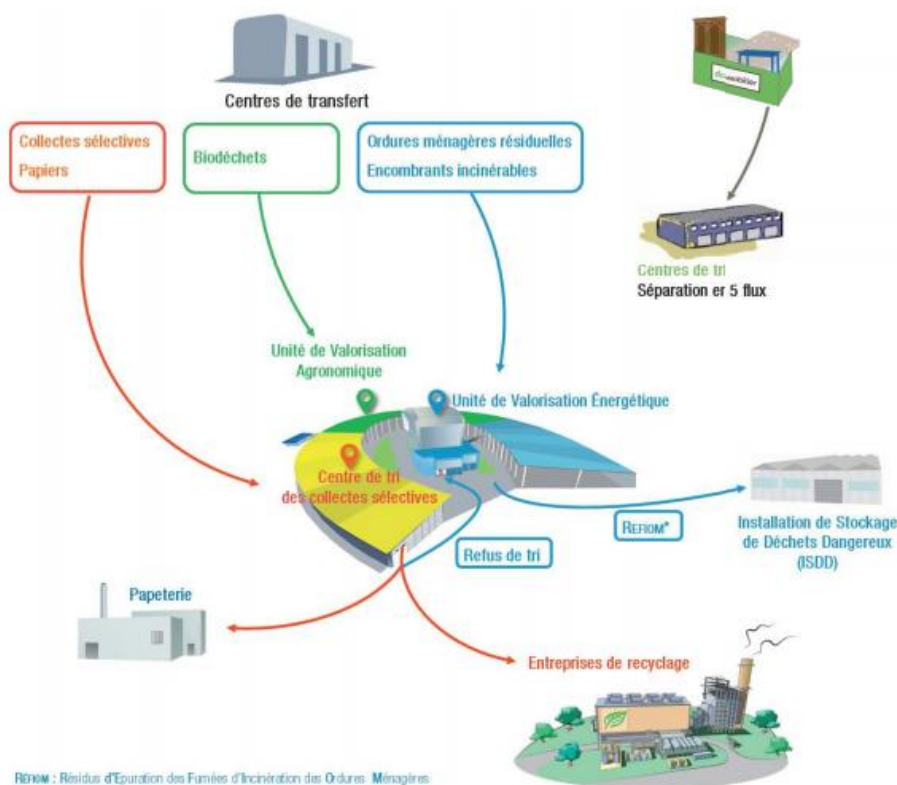 Centres de transfert
Collectes sélectives
Papiers
Biodéchets
Ordures ménagères résiduelles
Encombrants incinérables
Centres de tri
Séparation er 5 flux
Unité de Valorisation
Agronomique
Unité de Valorisation Énergétique
Centre de tri
des collectes sélectives
REFIOM*
Installation de Stockage
de Déchets Dangereux
(ISDD)
Refus de tri
Papeterie
Entreprises de recyclage
REFIOM : Résidus d'Epuration des Fumées d'Incinération des Ordures Ménagères